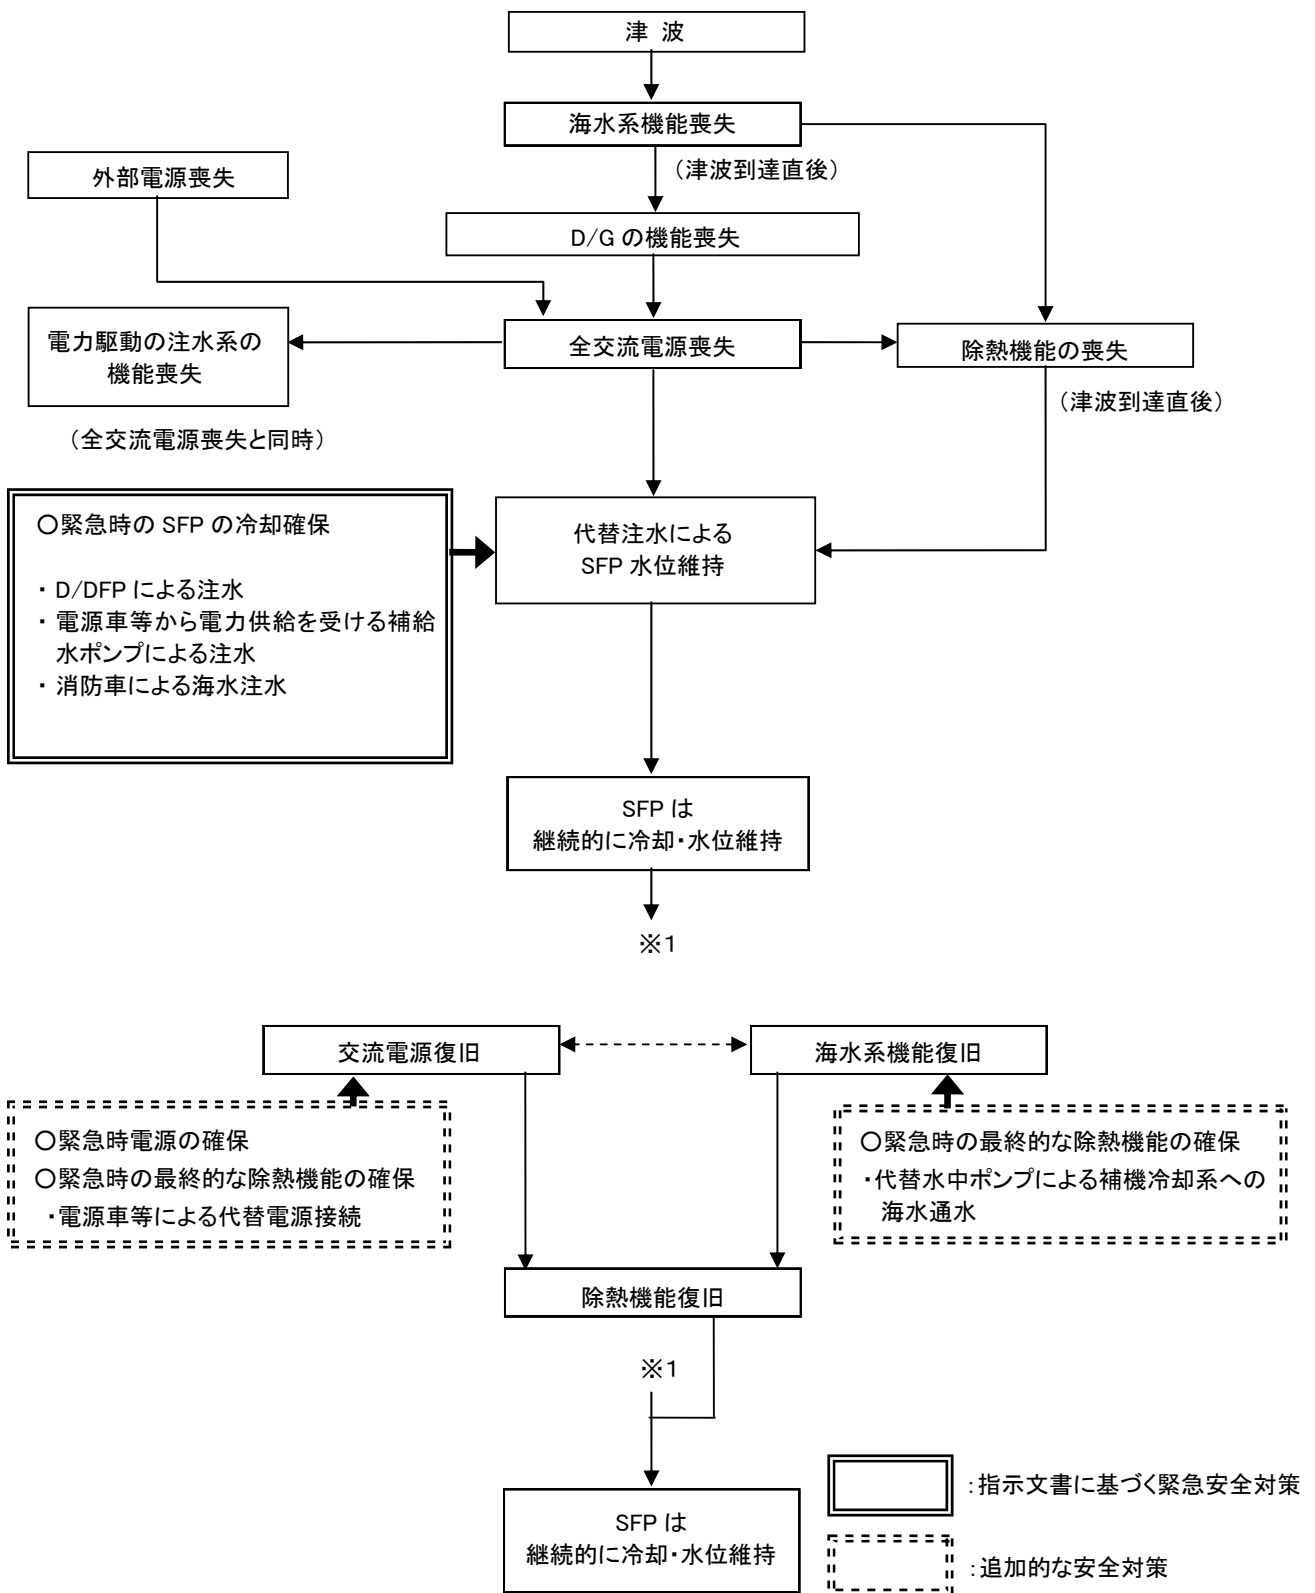 津 波
海水系機能喪失
（津波到達直後）
外部電源喪失
D/G の機能喪失
電力駆動の注水系の
機能喪失
全交流電源喪失
除熱機能の喪失
（津波到達直後）
（全交流電源喪失と同時）
○緊急時の SFP の冷却確保
・ D/DFP による注水
・ 電源車等から電力供給を受ける補給
水ポンプによる注水
・ 消防車による海水注水
代替注水による
SFP 水位維持
SFP は
継続的に冷却・水位維持
※1
交流電源復旧
海水系機能復旧
○緊急時電源の確保
○緊急時の最終的な除熱機能の確保
・電源車等による代替電源接続
○緊急時の最終的な除熱機能の確保
・代替水中ポンプによる補機冷却系への
海水通水
除熱機能復旧
※1
SFP は
継続的に冷却・水位維持
：指示文書に基づく緊急安全対策
：追加的な安全対策